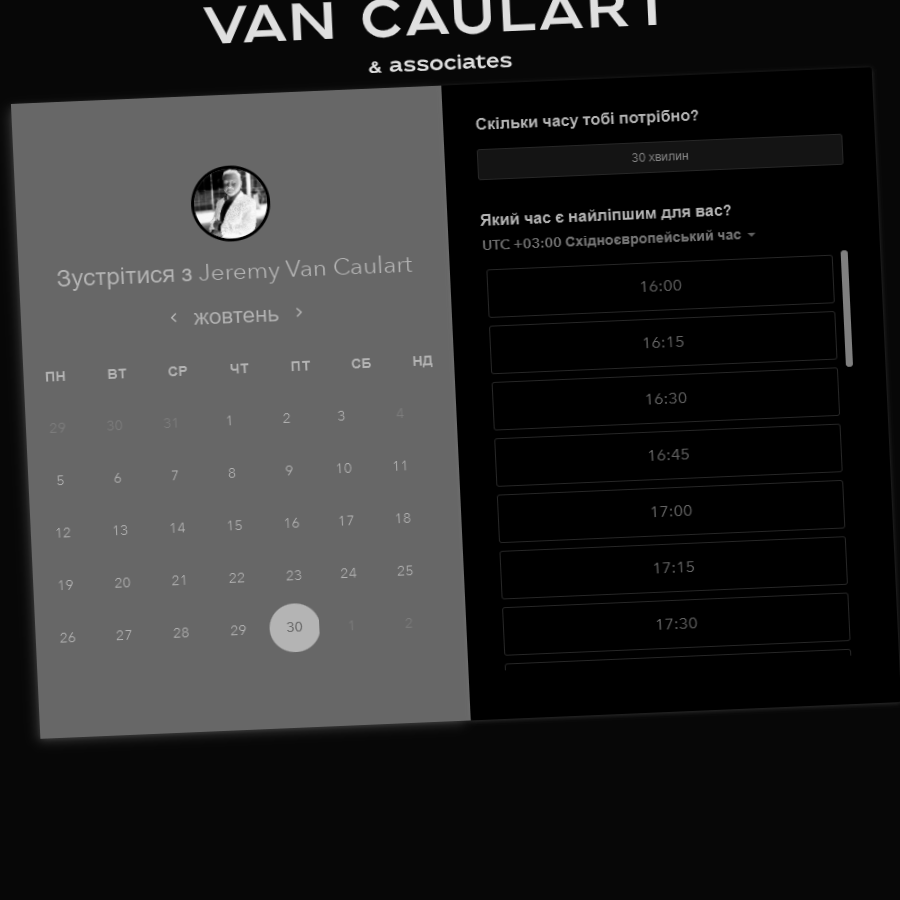 VAN CAULART
& associates
Зустрітися з Jeremy Van Caulart
жовтень
ПН ВТ СР ЧТ ПТ СБ НД
29 30 31 1 2 3 4
5 6 7 8 9 10 11
12 13 14 15 16 17 18
19 20 21 22 23 24 25
26 27 28 29 30 1 2
Скільки часу тобі потрібно?
30 хвилин
Який час є найліпшим для вас?
UTC +03:00 Східноєвропейський час
16:00
16:15
16:30
16:45
17:00
17:15
17:30